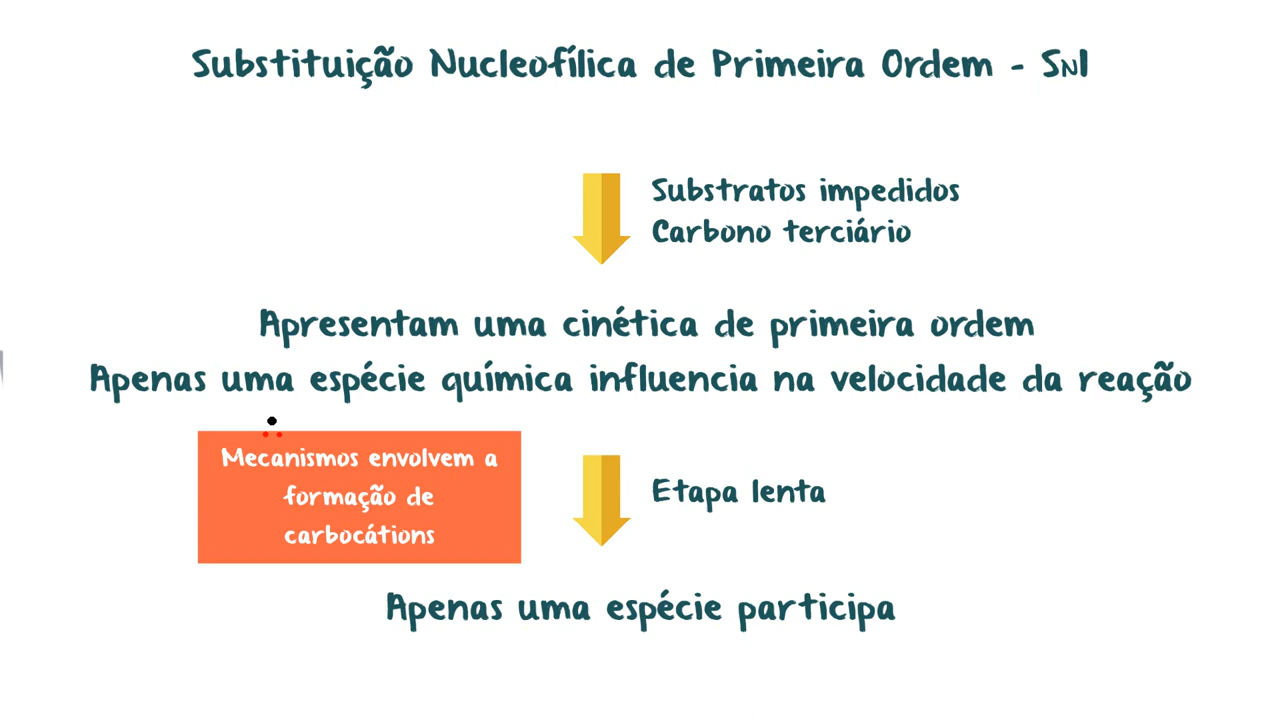 Substituição Nucleofílica de Primeira Ordem - SN1
Substratos impedidos
Carbono terciário
Apresentam uma cinética de primeira ordem
Apenas uma espécie química influencia na velocidade da reação
Mecanismos envolvem a
formação de
carbocátions
Etapa lenta
Apenas uma espécie participa